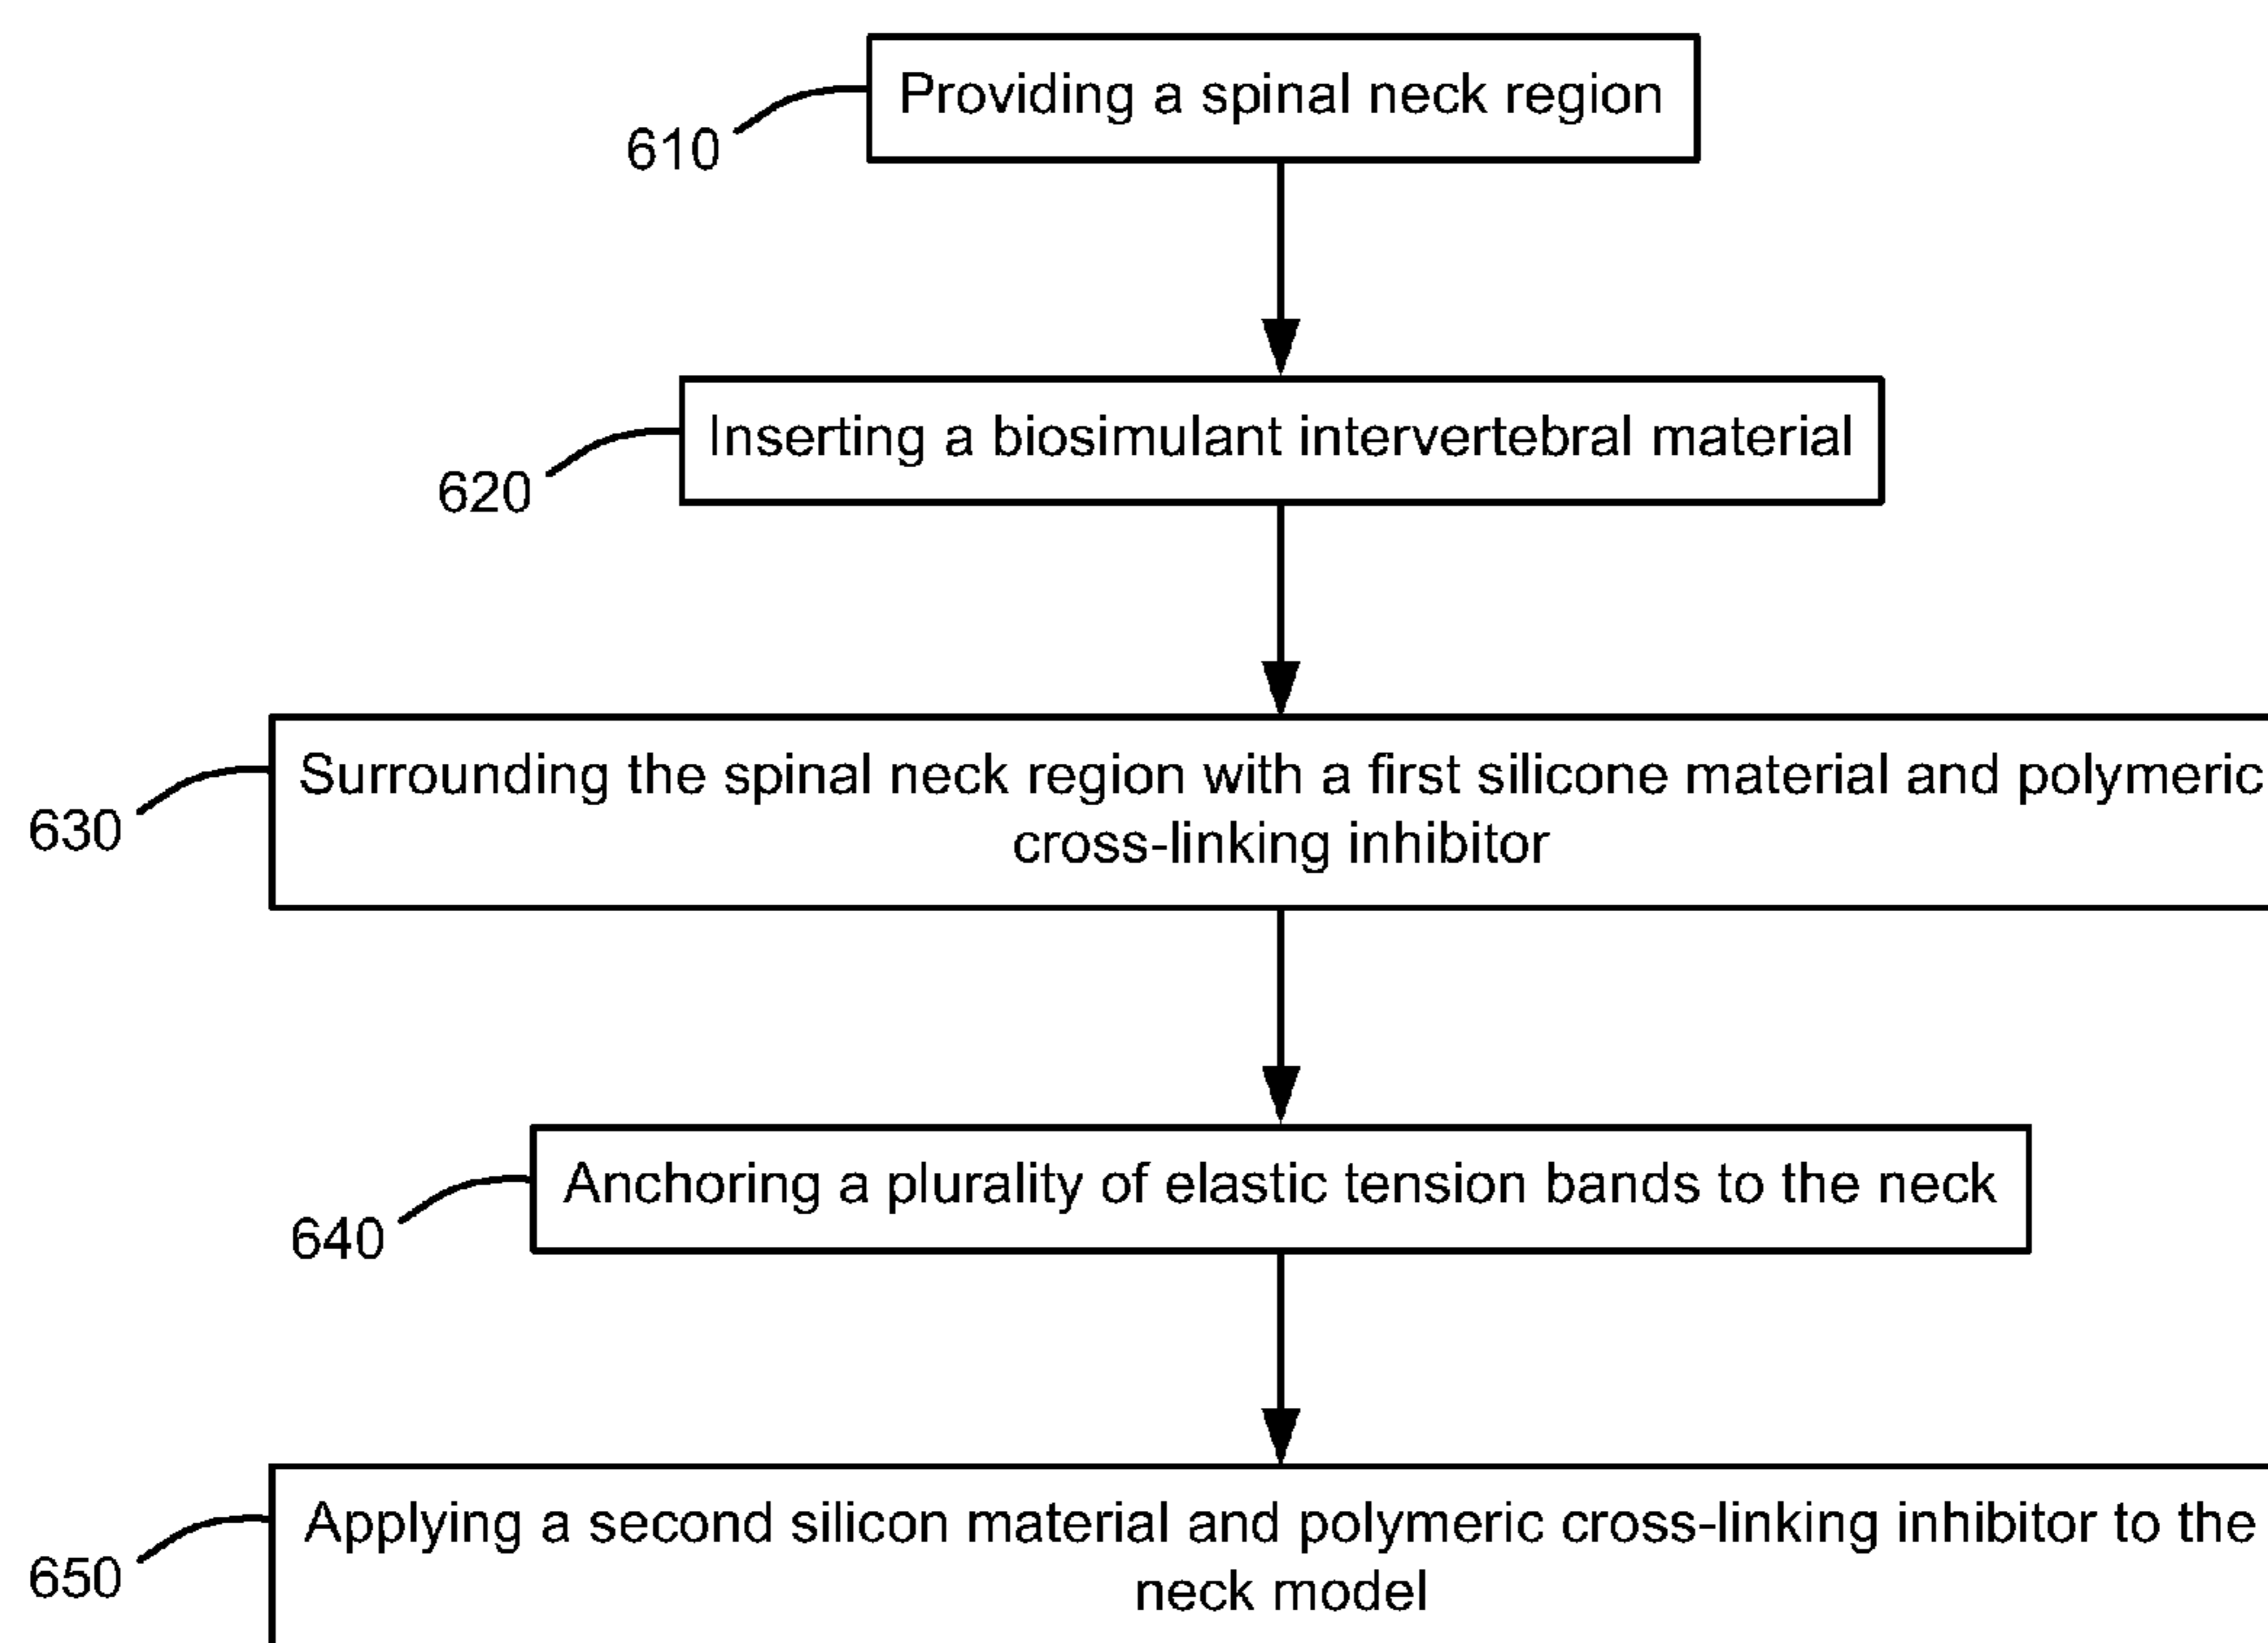 Providing a spinal neck region
610
Inserting a biosimulant intervertebral material
620
Surrounding the spinal neck region with a first silicone material and polymeric
cross-linking inhibitor
630
Anchoring a plurality of elastic tension bands to the neck
640
Applying a second silicon material and polymeric cross-linking inhibitor to the
neck model
650